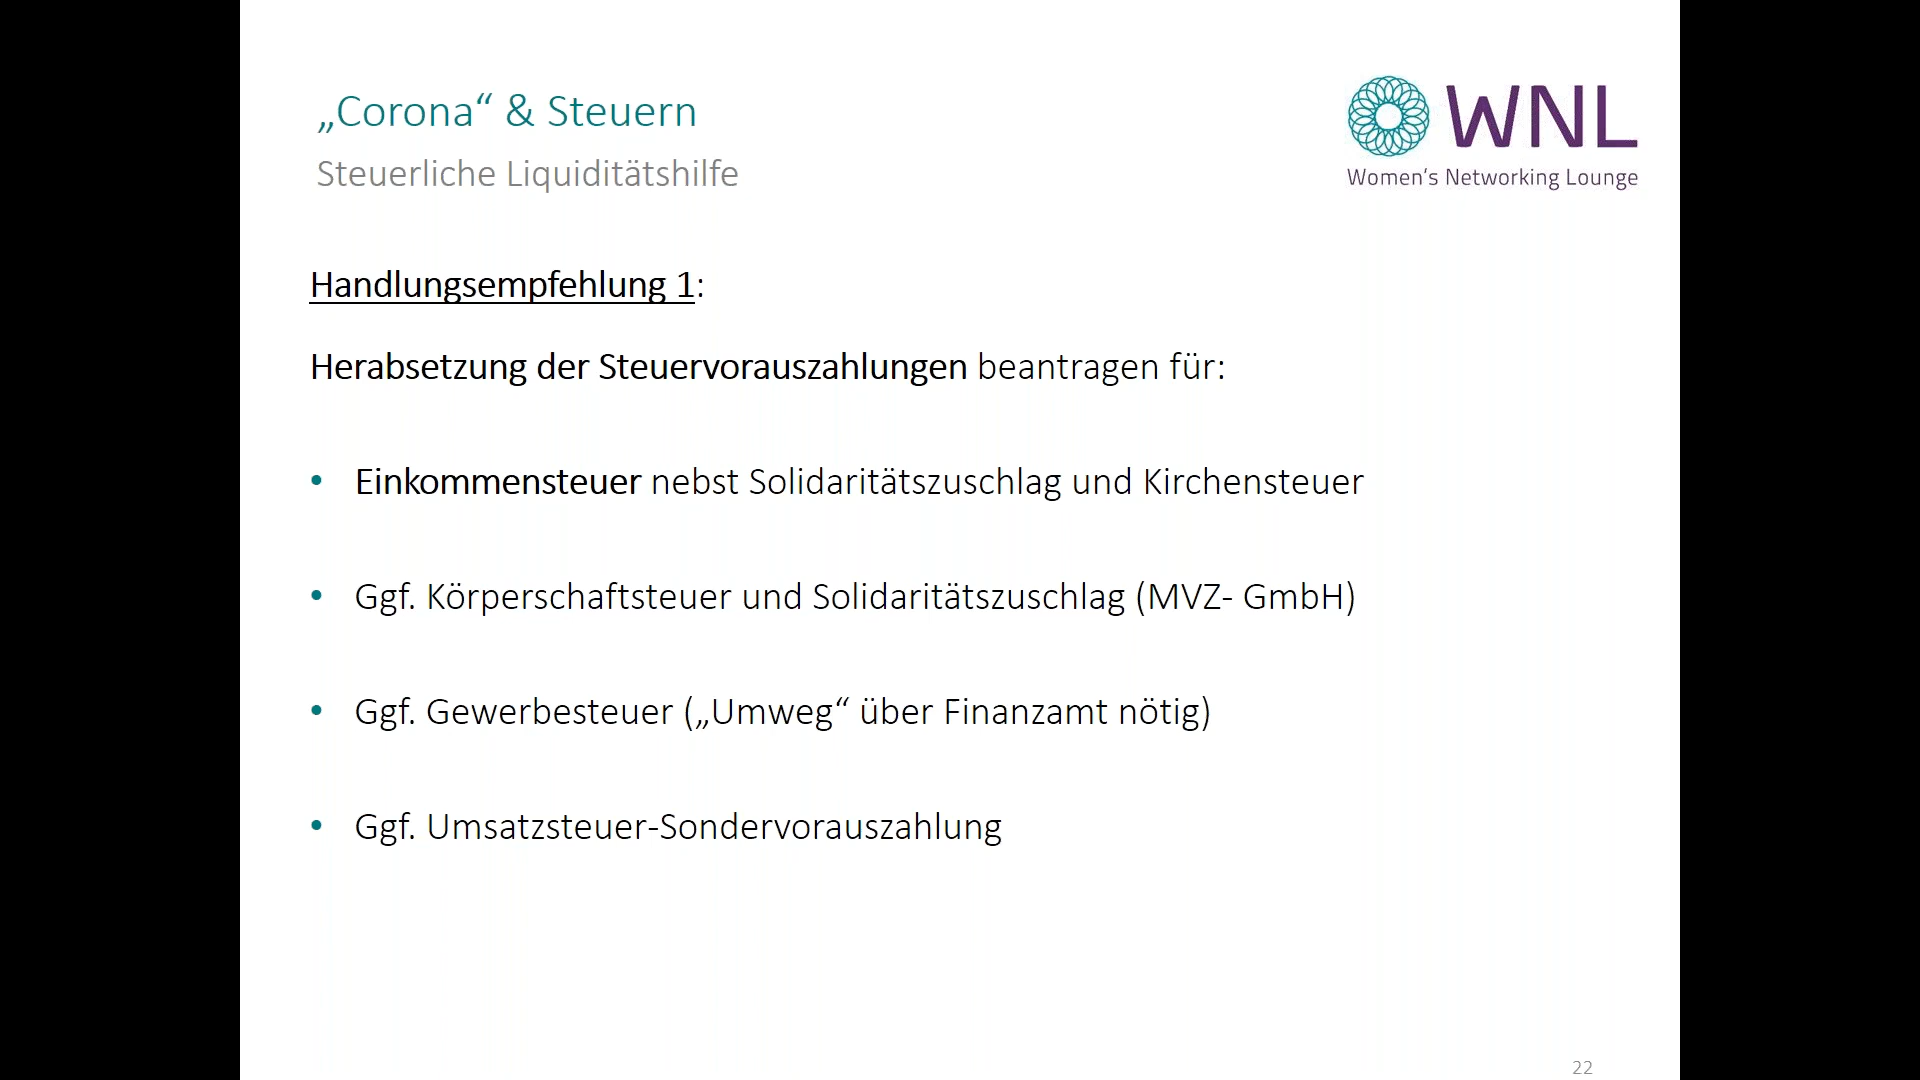 „Corona“ & Steuern
Steuerliche Liquiditätshilfe
WNL
Women's Networking Lounge
Handlungsempfehlung 1:
Herabsetzung der Steuervorauszahlungen beantragen für:
• Einkommensteuer nebst Solidaritätszuschlag und Kirchensteuer
• Ggf. Körperschaftsteuer und Solidaritätszuschlag (MVZ- GmbH)
• Ggf. Gewerbesteuer („Umweg“ über Finanzamt nötig)
• Ggf. Umsatzsteuer-Sondervorauszahlung
22